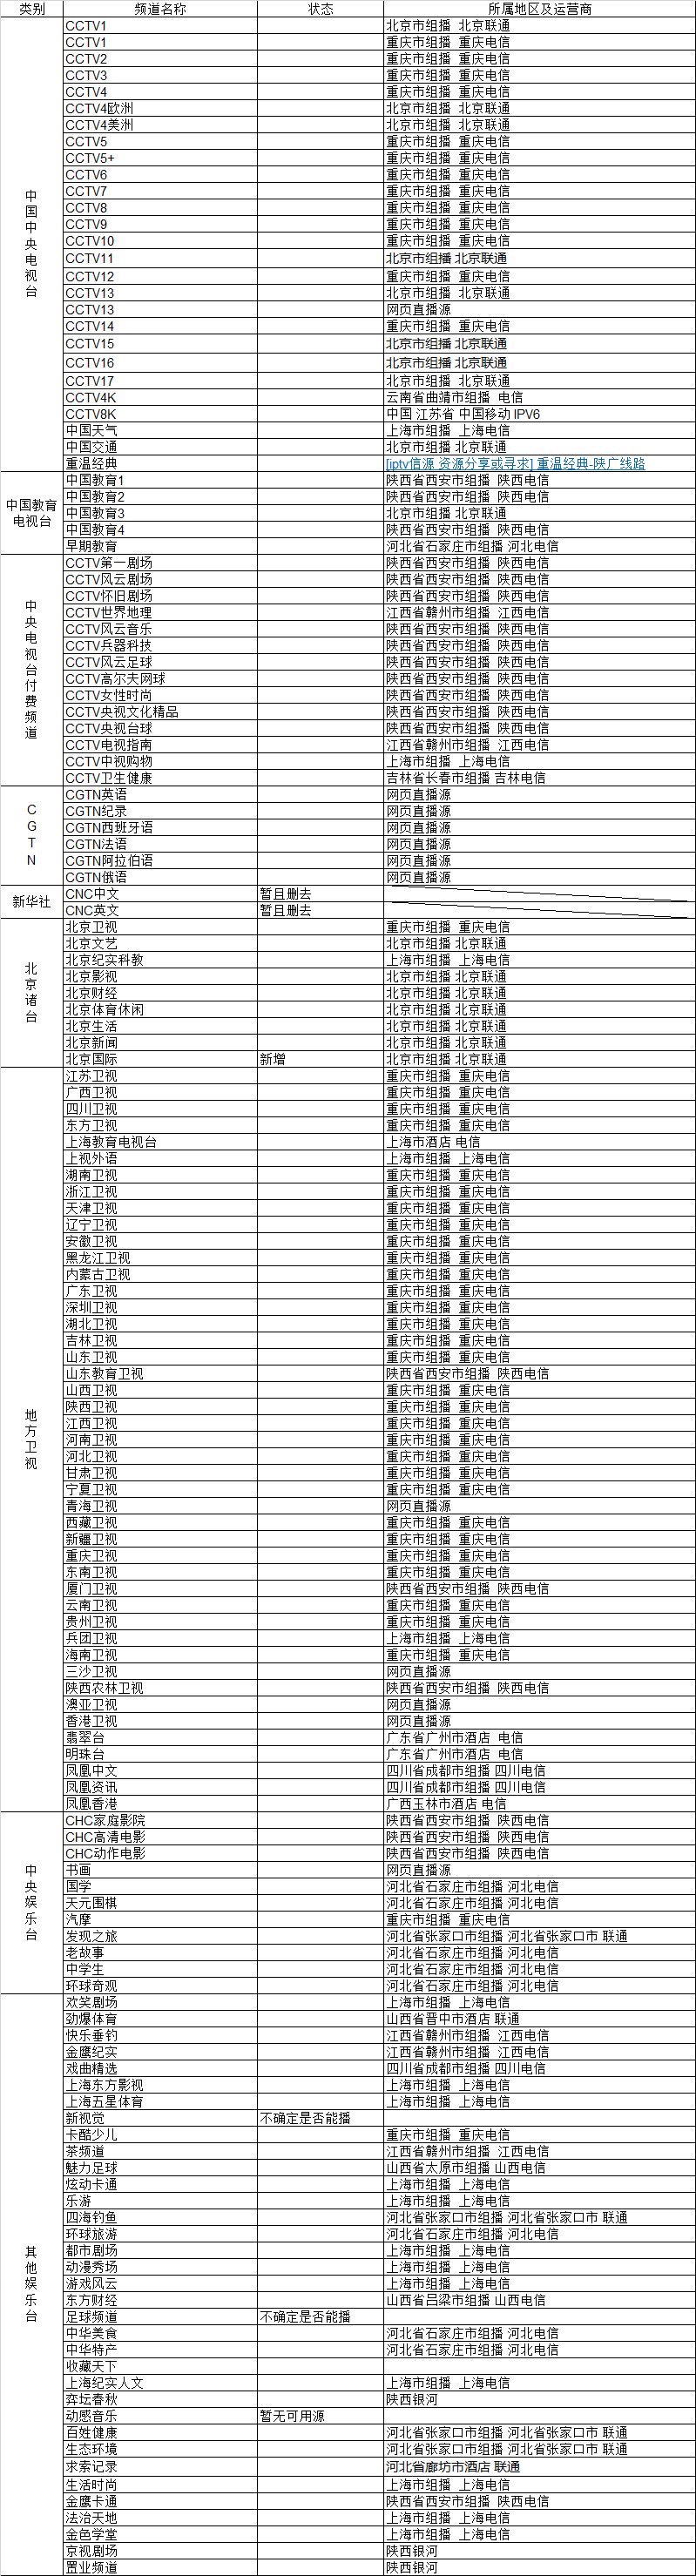 类别 频道名称 状态 所属地区及运营商
中国中央电视台
CCTV1 北京市组播 北京联通
CCTV1 重庆市组播 重庆电信
CCTV2 重庆市组播 重庆电信
CCTV3 重庆市组播 重庆电信
CCTV4 重庆市组播 重庆电信
CCTV4欧洲 北京市组播 北京联通
CCTV4美洲 北京市组播 北京联通
CCTV5 重庆市组播 重庆电信
CCTV5+ 重庆市组播 重庆电信
CCTV6 重庆市组播 重庆电信
CCTV7 重庆市组播 重庆电信
CCTV8 重庆市组播 重庆电信
CCTV9 重庆市组播 重庆电信
CCTV10 重庆市组播 重庆电信
CCTV11 北京市组播 北京联通
CCTV12 重庆市组播 重庆电信
CCTV13 北京市组播 北京联通
CCTV13 网页直播源
CCTV14 重庆市组播 重庆电信
CCTV15 北京市组播 北京联通
CCTV16 北京市组播 北京联通
CCTV17 北京市组播 北京联通
CCTV4K 云南省曲靖市组播 电信
CCTV8K 中国 江苏省 中国移动 IPV6
中国天气 上海市组播 上海电信
中国交通 北京市组播 北京联通
重温经典 [iptv信源 资源分享或寻求] 重温经典-陕广线路
中国教育电视台
中国教育1 陕西省西安市组播 陕西电信
中国教育2 陕西省西安市组播 陕西电信
中国教育3 北京市组播 北京联通
中国教育4 陕西省西安市组播 陕西电信
早期教育 河北省石家庄市组播 河北电信
中央电视台付费频道
CCTV第一剧场 陕西省西安市组播 陕西电信
CCTV风云剧场 陕西省西安市组播 陕西电信
CCTV怀旧剧场 陕西省西安市组播 陕西电信
CCTV世界地理 江西省赣州市组播 江西电信
CCTV风云音乐 陕西省西安市组播 陕西电信
CCTV兵器科技 陕西省西安市组播 陕西电信
CCTV风云足球 陕西省西安市组播 陕西电信
CCTV高尔夫网球 陕西省西安市组播 陕西电信
CCTV女性时尚 陕西省西安市组播 陕西电信
CCTV央视文化精品 陕西省西安市组播 陕西电信
CCTV央视台球 陕西省西安市组播 陕西电信
CCTV电视指南 江西省赣州市组播 江西电信
CCTV中视购物 上海市组播 上海电信
CCTV卫生健康 吉林省长春市组播 吉林电信
CGTN
CGTN英语 网页直播源
CGTN纪录 网页直播源
CGTN西班牙语 网页直播源
CGTN法语 网页直播源
CGTN阿拉伯语 网页直播源
CGTN俄语 网页直播源
新华社
CNC中文 暂且删去
CNC英文 暂且删去
北京诸台
北京卫视 重庆市组播 重庆电信
北京文艺 北京市组播 北京联通
北京纪实科教 上海市组播 上海电信
北京影视 北京市组播 北京联通
北京财经 北京市组播 北京联通
北京体育休闲 北京市组播 北京联通
北京生活 北京市组播 北京联通
北京新闻 北京市组播 北京联通
北京国际 新增 北京市组播 北京联通
地方卫视
江苏卫视 重庆市组播 重庆电信
广西卫视 重庆市组播 重庆电信
四川卫视 重庆市组播 重庆电信
东方卫视 重庆市组播 重庆电信
上海教育电视台 上海市酒店 电信
上视外语 上海市组播 上海电信
湖南卫视 重庆市组播 重庆电信
浙江卫视 重庆市组播 重庆电信
天津卫视 重庆市组播 重庆电信
辽宁卫视 重庆市组播 重庆电信
安徽卫视 重庆市组播 重庆电信
黑龙江卫视 重庆市组播 重庆电信
内蒙古卫视 重庆市组播 重庆电信
广东卫视 重庆市组播 重庆电信
深圳卫视 重庆市组播 重庆电信
湖北卫视 重庆市组播 重庆电信
吉林卫视 重庆市组播 重庆电信
山东卫视 重庆市组播 重庆电信
山东教育卫视 陕西省西安市组播 陕西电信
山西卫视 重庆市组播 重庆电信
陕西卫视 重庆市组播 重庆电信
江西卫视 重庆市组播 重庆电信
河南卫视 重庆市组播 重庆电信
河北卫视 重庆市组播 重庆电信
甘肃卫视 重庆市组播 重庆电信
宁夏卫视 重庆市组播 重庆电信
青海卫视 网页直播源
西藏卫视 重庆市组播 重庆电信
新疆卫视 重庆市组播 重庆电信
重庆卫视 重庆市组播 重庆电信
东南卫视 重庆市组播 重庆电信
厦门卫视 陕西省西安市组播 陕西电信
云南卫视 重庆市组播 重庆电信
贵州卫视 重庆市组播 重庆电信
兵团卫视 上海市组播 上海电信
海南卫视 重庆市组播 重庆电信
三沙卫视 网页直播源
陕西农林卫视 陕西省西安市组播 陕西电信
澳亚卫视 网页直播源
香港卫视 网页直播源
翡翠台 广东省广州市酒店 电信
明珠台 广东省广州市酒店 电信
凤凰中文 四川省成都市组播 四川电信
凤凰资讯 四川省成都市组播 四川电信
凤凰香港 广西玉林市酒店 电信
中央娱乐台
CHC家庭影院 陕西省西安市组播 陕西电信
CHC高清电影 陕西省西安市组播 陕西电信
CHC动作电影 陕西省西安市组播 陕西电信
书画 网页直播源
国学 河北省石家庄市组播 河北电信
天元围棋 河北省石家庄市组播 河北电信
汽摩 重庆市组播 重庆电信
发现之旅 河北省张家口市组播 河北省张家口市 联通
老故事 河北省石家庄市组播 河北电信
中学生 河北省石家庄市组播 河北电信
环球奇观 河北省石家庄市组播 河北电信
其他娱乐台
欢笑剧场 上海市组播 上海电信
劲爆体育 山西省晋中市酒店 联通
快乐垂钓 江西省赣州市组播 江西电信
金鹰纪实 江西省赣州市组播 江西电信
戏曲精选 四川省成都市组播 四川电信
上海东方影视 上海市组播 上海电信
上海五星体育 上海市组播 上海电信
新视觉 不确定是否能播
卡酷少儿 重庆市组播 重庆电信
茶频道 江西省赣州市组播 江西电信
魅力足球 山西省太原市组播 山西电信
炫动卡通 上海市组播 上海电信
乐游 上海市组播 上海电信
四海钓鱼 河北省张家口市组播 河北省张家口市 联通
环球旅游 河北省石家庄市组播 河北电信
都市剧场 上海市组播 上海电信
动漫秀场 上海市组播 上海电信
游戏风云 上海市组播 上海电信
东方财经 山西省吕梁市组播 山西电信
足球频道 不确定是否能播
中华美食 河北省石家庄市组播 河北电信
中华特产 河北省石家庄市组播 河北电信
收藏天下
上海纪实人文 上海市组播 上海电信
弈坛春秋 陕西银河
动感音乐 暂无可用源
百姓健康 河北省张家口市组播 河北省张家口市 联通
生态环境 河北省张家口市组播 河北省张家口市 联通
求索记录 河北省廊坊市酒店 联通
生活时尚 上海市组播 上海电信
金鹰卡通 陕西省西安市组播 陕西电信
法治天地 上海市组播 上海电信
金色学堂 上海市组播 上海电信
京视剧场 陕西银河
置业频道 陕西银河